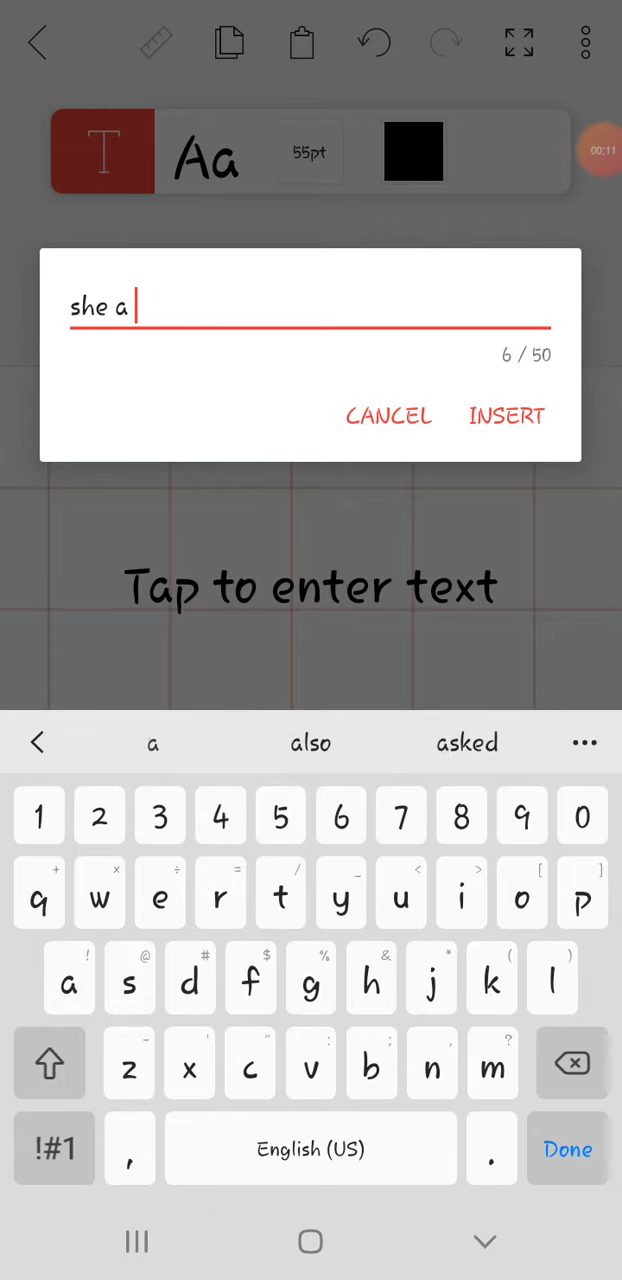 T Aa 55pt
00:11
she a
6 / 50
CANCEL INSERT
Tap to enter text
a also asked
1 2 3 4 5 6 7 8 9 0
+ × ÷ = / _ < > [ ]
q w e r t y u i o p
! @ # $ % & * ( )
a s d f g h j k l
- ' " : ; , ?
z x c v b n m
!#1 , English (US) . Done